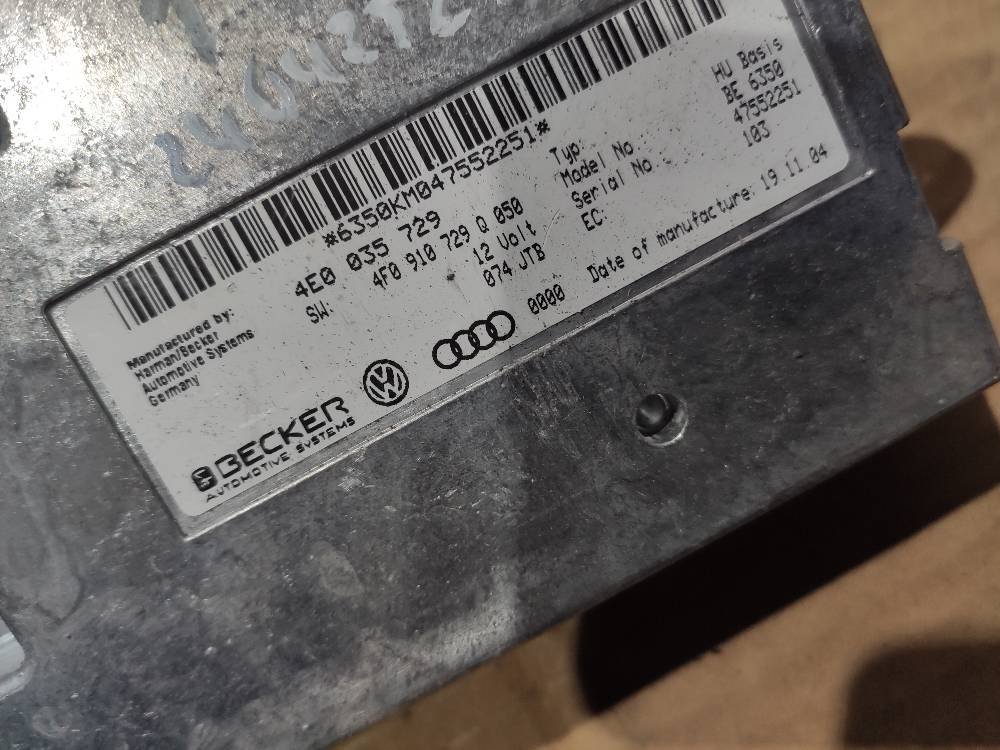 *6350KM047552251*
4E0 035 729
SW: 4F0 910 729 Q 050
12 Volt
074 JTB
Typ: HU Basis
Model No: BE 6350
Serial No.: 47552251
EC: 103
0000 Date of manufacture: 19.11.04
Manufactured by:
Harman/Becker
Automotive Systems
Germany
BECKER
AUTOMOTIVE SYSTEMS